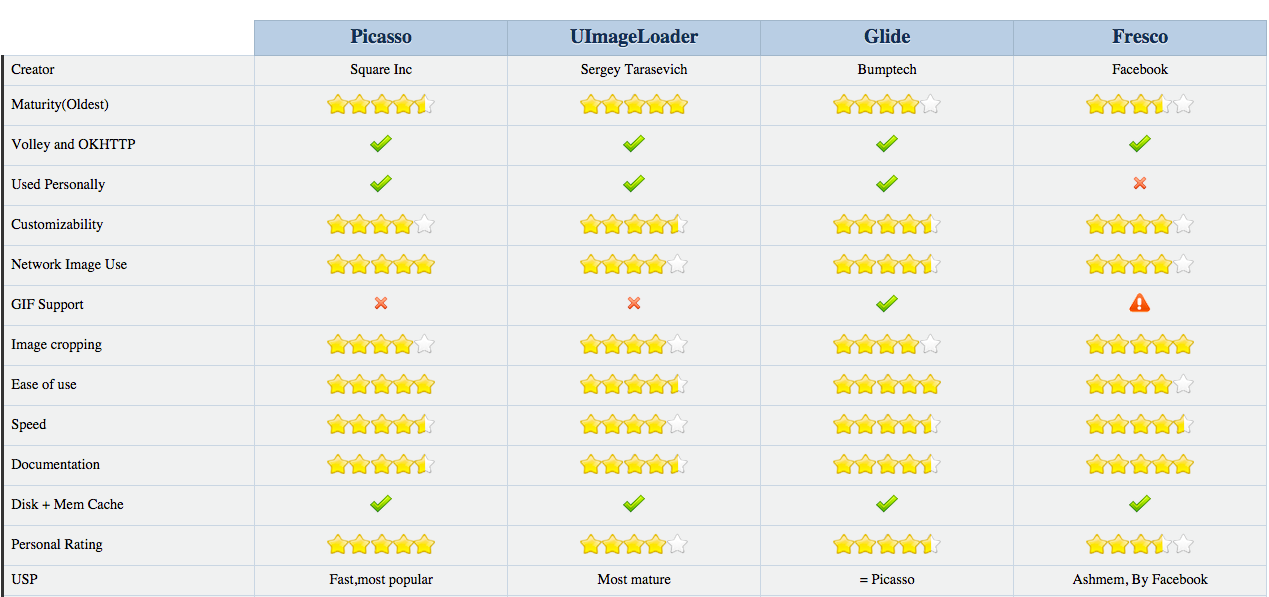 Picasso UImageLoader Glide Fresco
Creator Square Inc Sergey Tarasevich Bumptech Facebook
Maturity(Oldest)
Volley and OKHTTP
Used Personally
Customizability
Network Image Use
GIF Support
Image cropping
Ease of use
Speed
Documentation
Disk + Mem Cache
Personal Rating
USP Fast,most popular Most mature = Picasso Ashmem, By Facebook